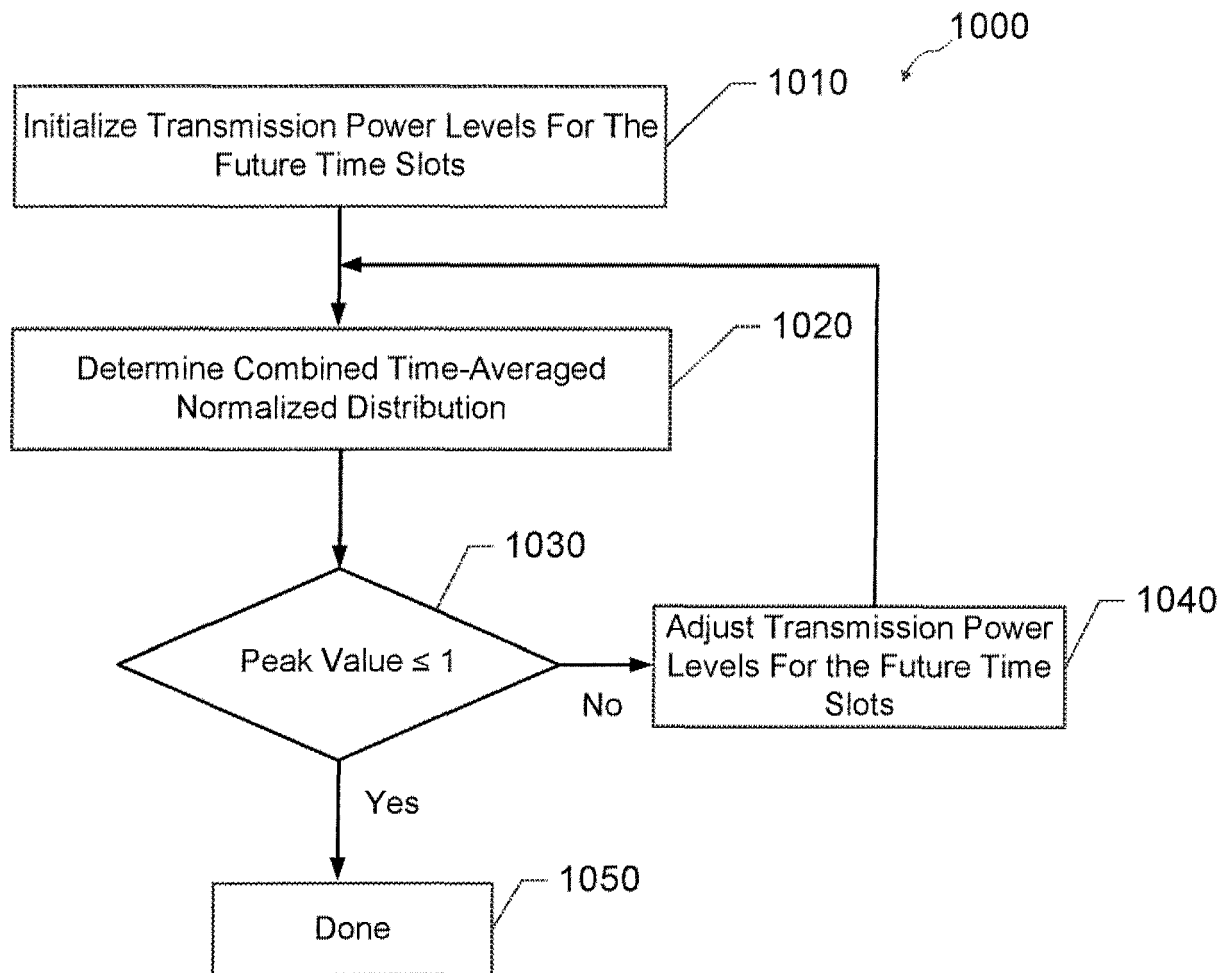 1000
1010
Initialize Transmission Power Levels For The
Future Time Slots
1020
Determine Combined Time-Averaged
Normalized Distribution
1030
Peak Value ≤ 1
No
1040
Adjust Transmission Power
Levels For the Future Time
Slots
Yes
1050
Done